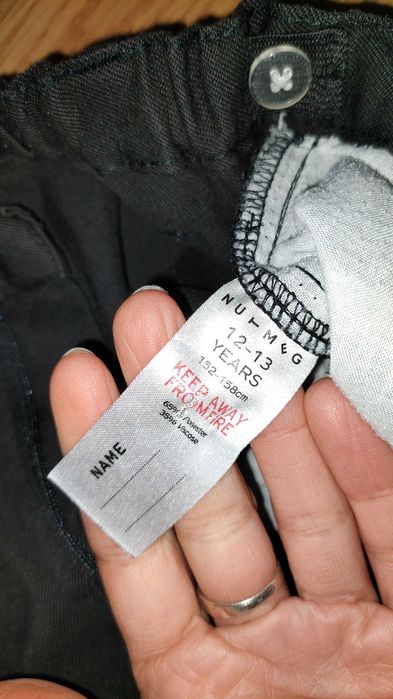 NUTMEG
12-13
YEARS
152-158cm
KEEP AWAY
FROM FIRE
65% Polyester
35% Viscose
NAME